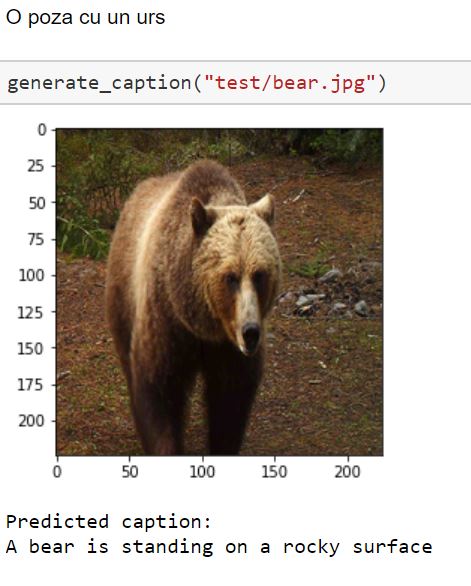 O poza cu un urs
generate_caption("test/bear.jpg")
0
25
50
75
100
125
150
175
200
0 50 100 150 200
Predicted caption:
A bear is standing on a rocky surface